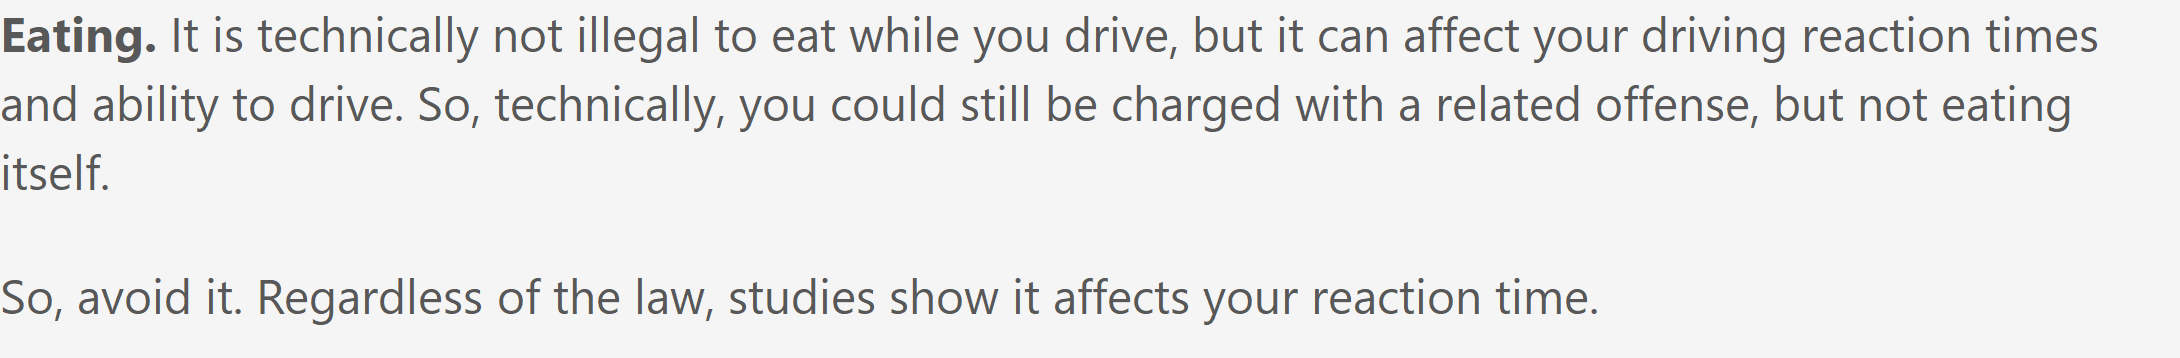 Eating. It is technically not illegal to eat while you drive, but it can affect your driving reaction times
and ability to drive. So, technically, you could still be charged with a related offense, but not eating
itself.
So, avoid it. Regardless of the law, studies show it affects your reaction time.